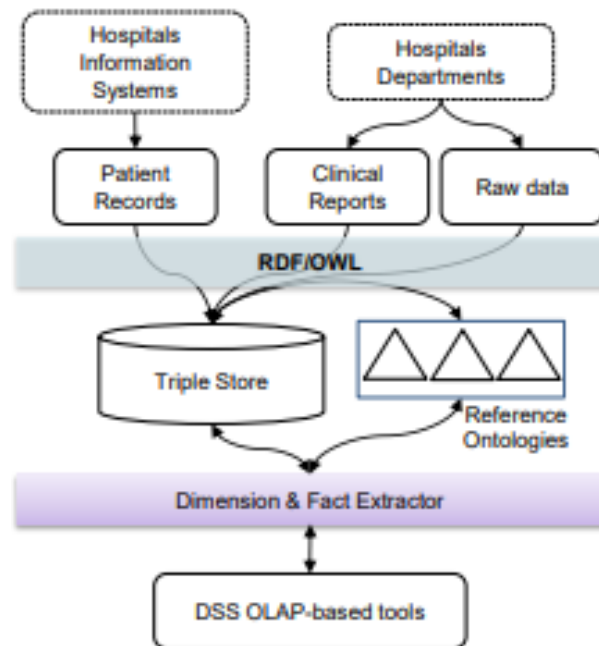 Hospitals
Information
Systems
Hospitals
Departments
Patient
Records
Clinical
Reports
Raw data
RDF/OWL
Triple Store
Reference
Ontologies
Dimension & Fact Extractor
DSS OLAP-based tools